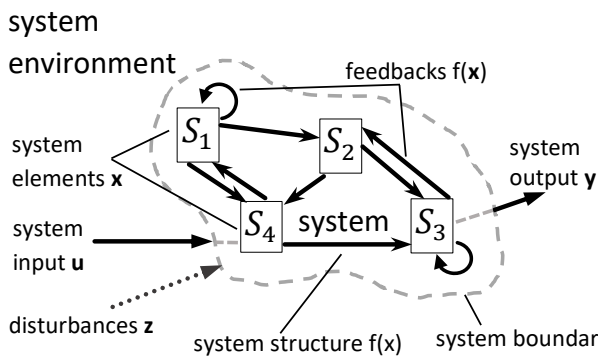 system
environment
feedbacks f(x)
S₁
S₂
system
elements x
system
output y
S₄
system
S₃
system
input u
disturbances z
system structure f(x)
system boundar